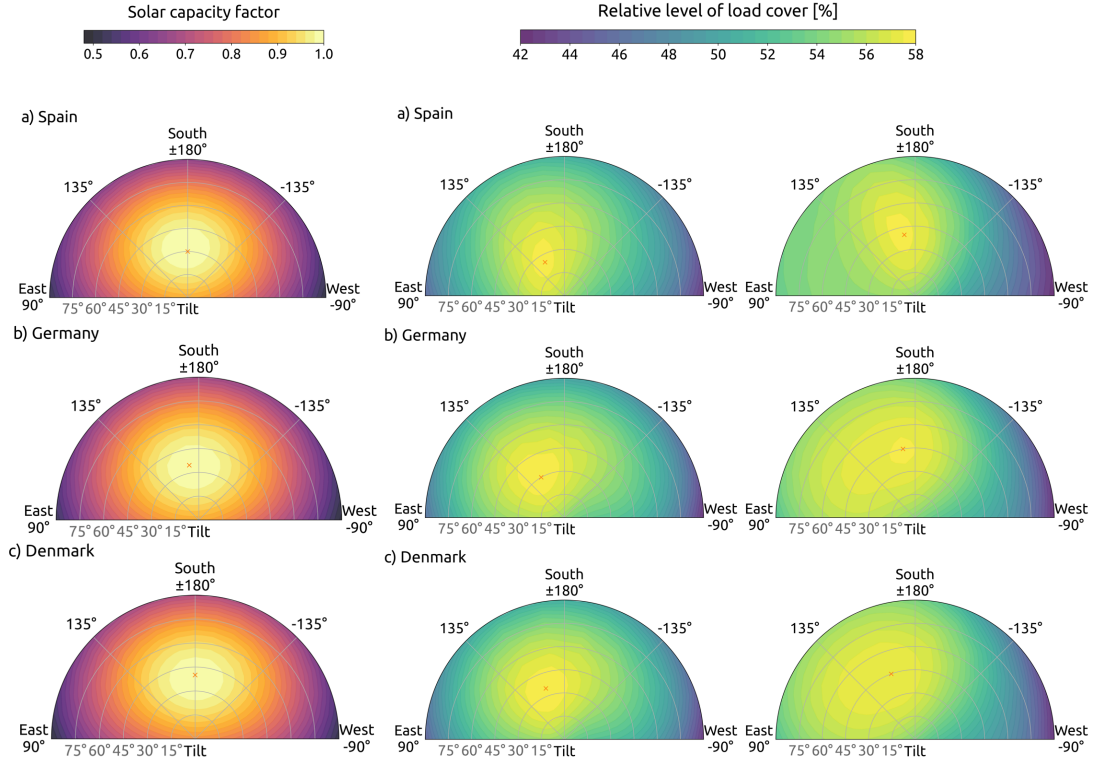 Solar capacity factor
0.5 0.6 0.7 0.8 0.9 1.0
Relative level of load cover [%]
42 44 46 48 50 52 54 56 58
a) Spain
South
±180°
135° -135°
East West
90° -90°
75° 60° 45° 30° 15° Tilt
a) Spain
South
±180°
135° -135°
East West
90° -90°
75° 60° 45° 30° 15° Tilt
South
±180°
135° -135°
East West
90° -90°
75° 60° 45° 30° 15° Tilt
b) Germany
South
±180°
135° -135°
East West
90° -90°
75° 60° 45° 30° 15° Tilt
b) Germany
South
±180°
135° -135°
East West
90° -90°
75° 60° 45° 30° 15° Tilt
South
±180°
135° -135°
East West
90° -90°
75° 60° 45° 30° 15° Tilt
c) Denmark
South
±180°
135° -135°
East West
90° -90°
75° 60° 45° 30° 15° Tilt
c) Denmark
South
±180°
135° -135°
East West
90° -90°
75° 60° 45° 30° 15° Tilt
South
±180°
135° -135°
East West
90° -90°
75° 60° 45° 30° 15° Tilt